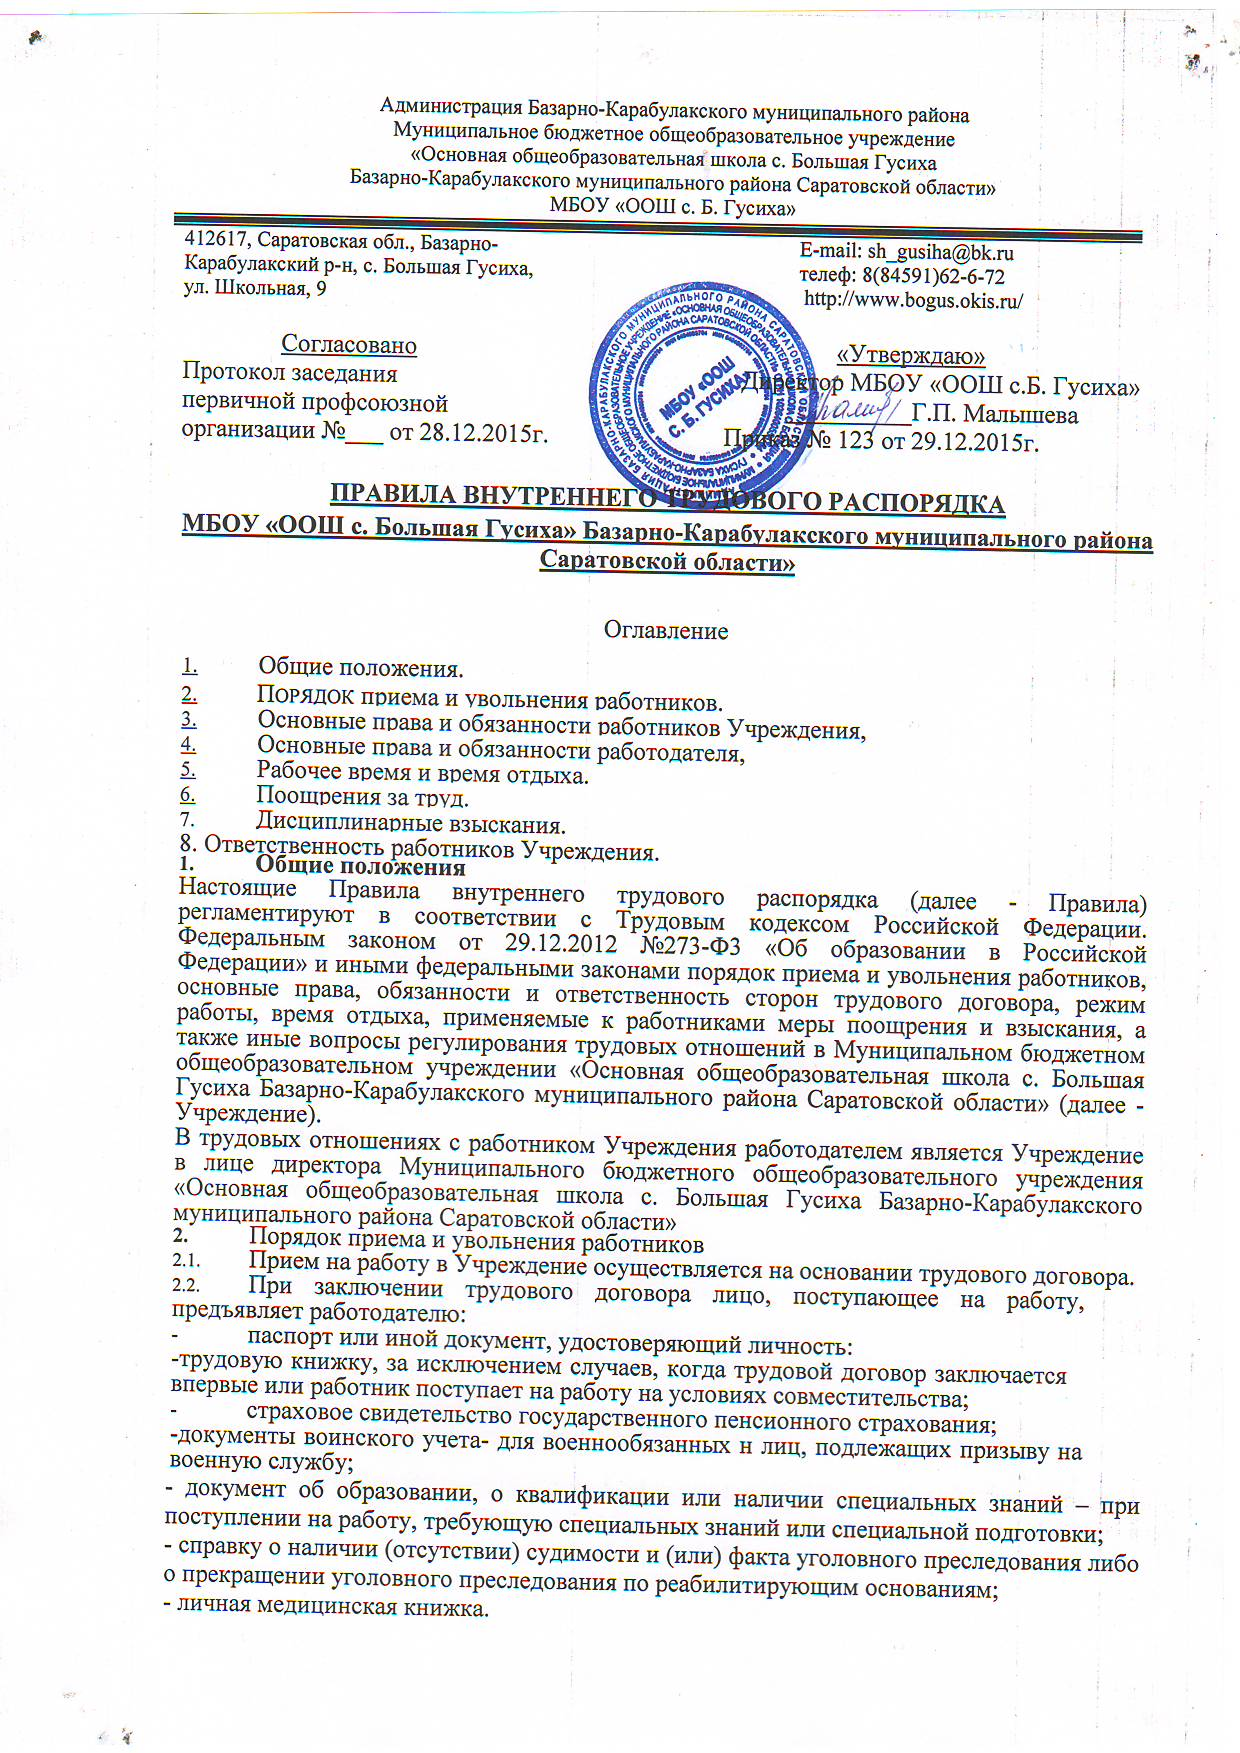 Администрация Базарно-Карабулакского муниципального района
Муниципальное бюджетное общеобразовательное учреждение
«Основная общеобразовательная школа с. Большая Гусиха
Базарно-Карабулакского муниципального района Саратовской области»
МБОУ «ООШ с. Б. Гусиха»
412617, Саратовская обл., Базарно-
Карабулакский р-н, с. Большая Гусиха,
ул. Школьная, 9
E-mail: sh_gusiha@bk.ru
телеф: 8(84591)62-6-72
http://www.bogus.okis.ru/
Согласовано
Протокол заседания
первичной профсоюзной
организации №___ от 28.12.2015г.
МБОУ «ООШ
С. Б. ГУСИХА»
«Утверждаю»
Директор МБОУ «ООШ с.Б. Гусиха»
_________Г.П. Малышева
Приказ № 123 от 29.12.2015г.
ПРАВИЛА ВНУТРЕННЕГО ТРУДОВОГО РАСПОРЯДКА
МБОУ «ООШ с. Большая Гусиха» Базарно-Карабулакского муниципального района
Саратовской области»
Оглавление
1. Общие положения.
2. ПОРЯДОК приема и увольнения работников.
3. Основные права и обязанности работников Учреждения,
4. Основные права и обязанности работодателя,
5. Рабочее время и время отдыха.
6. Поощрения за труд.
7. Дисциплинарные взыскания.
8. Ответственность работников Учреждения.
1. Общие положения
Настоящие Правила внутреннего трудового распорядка (далее - Правила)
регламентируют в соответствии с Трудовым кодексом Российской Федерации.
Федеральным законом от 29.12.2012 №273-ФЗ «Об образовании в Российской
Федерации» и иными федеральными законами порядок приема и увольнения работников,
основные права, обязанности и ответственность сторон трудового договора, режим
работы, время отдыха, применяемые к работниками меры поощрения и взыскания, а
также иные вопросы регулирования трудовых отношений в Муниципальном бюджетном
общеобразовательном учреждении «Основная общеобразовательная школа с. Большая
Гусиха Базарно-Карабулакского муниципального района Саратовской области» (далее -
Учреждение).
В трудовых отношениях с работником Учреждения работодателем является Учреждение
в лице директора Муниципального бюджетного общеобразовательного учреждения
«Основная общеобразовательная школа с. Большая Гусиха Базарно-Карабулакского
муниципального района Саратовской области»
2. Порядок приема и увольнения работников
2.1. Прием на работу в Учреждение осуществляется на основании трудового договора.
2.2. При заключении трудового договора лицо, поступающее на работу,
предъявляет работодателю:
- паспорт или иной документ, удостоверяющий личность:
-трудовую книжку, за исключением случаев, когда трудовой договор заключается
впервые или работник поступает на работу на условиях совместительства;
- страховое свидетельство государственного пенсионного страхования;
-документы воинского учета- для военнообязанных н лиц, подлежащих призыву на
военную службу;
- документ об образовании, о квалификации или наличии специальных знаний – при
поступлении на работу, требующую специальных знаний или специальной подготовки;
- справку о наличии (отсутствии) судимости и (или) факта уголовного преследования либо
о прекращении уголовного преследования по реабилитирующим основаниям;
- личная медицинская книжка.